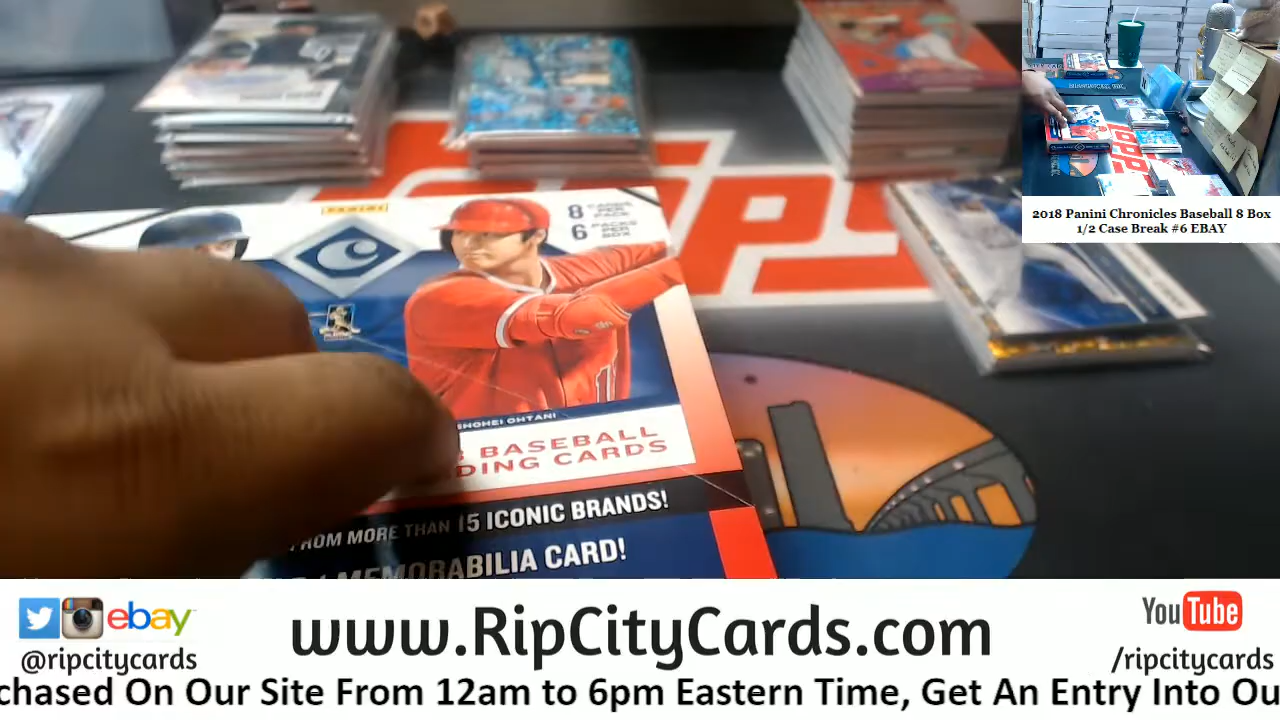 PANINI
8 CARDS PER PACK
6 PACKS PER BOX
C
SHOHEI OHTANI
BASEBALL
DING CARDS
FROM MORE THAN 15 ICONIC BRANDS!
MEMORABILIA CARD!
TOPPS
2018 Panini Chronicles Baseball 8 Box
1/2 Case Break #6 EBAY
ebay
@ripcitycards
www.RipCityCards.com
YouTube
/ripcitycards
chased On Our Site From 12am to 6pm Eastern Time, Get An Entry Into Ou